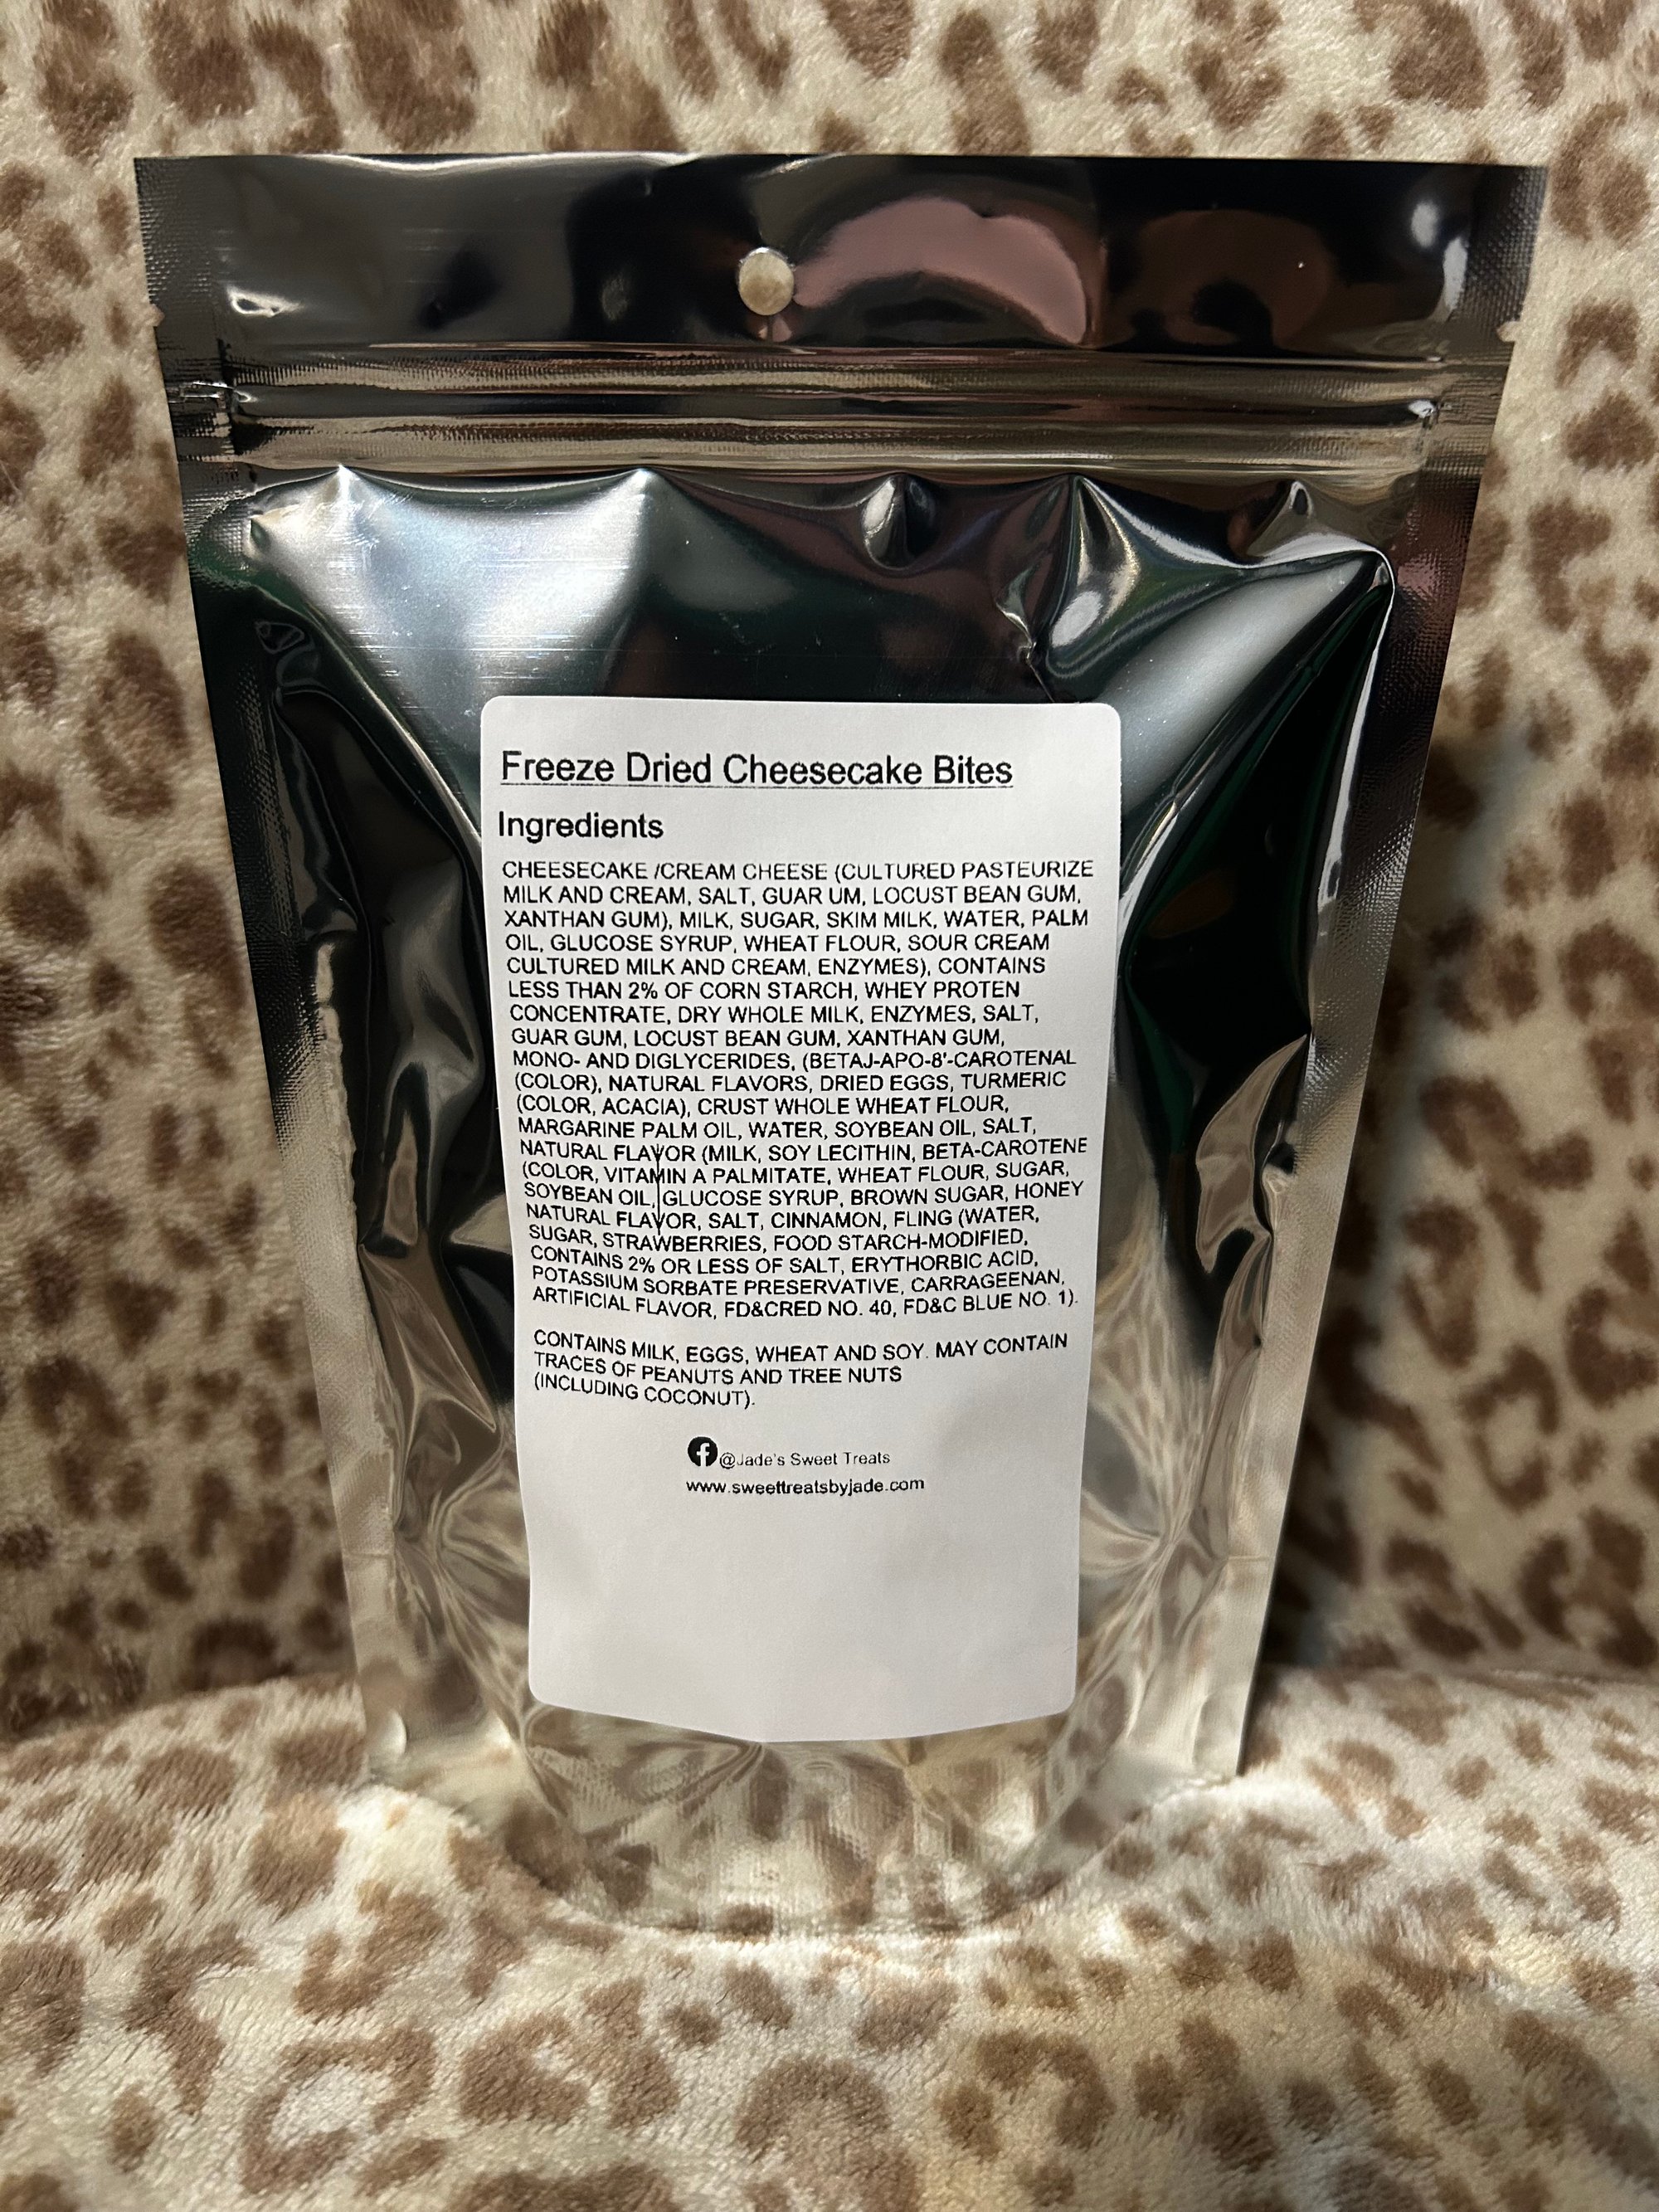 Freeze Dried Cheesecake Bites
Ingredients
CHEESECAKE /CREAM CHEESE (CULTURED PASTEURIZE
MILK AND CREAM, SALT, GUAR UM, LOCUST BEAN GUM,
XANTHAN GUM), MILK, SUGAR, SKIM MILK, WATER, PALM
OIL, GLUCOSE SYRUP, WHEAT FLOUR, SOUR CREAM
CULTURED MILK AND CREAM, ENZYMES), CONTAINS
LESS THAN 2% OF CORN STARCH, WHEY PROTEN
CONCENTRATE, DRY WHOLE MILK, ENZYMES, SALT,
GUAR GUM, LOCUST BEAN GUM, XANTHAN GUM,
MONO- AND DIGLYCERIDES, (BETAJ-APO-8'-CAROTENAL
(COLOR), NATURAL FLAVORS, DRIED EGGS, TURMERIC
(COLOR, ACACIA), CRUST WHOLE WHEAT FLOUR,
MARGARINE PALM OIL, WATER, SOYBEAN OIL, SALT,
NATURAL FLAVOR (MILK, SOY LECITHIN, BETA-CAROTENE
(COLOR, VITAMIN A PALMITATE, WHEAT FLOUR, SUGAR,
SOYBEAN OIL, GLUCOSE SYRUP, BROWN SUGAR, HONEY
NATURAL FLAVOR, SALT, CINNAMON, FLING (WATER,
SUGAR, STRAWBERRIES, FOOD STARCH-MODIFIED,
CONTAINS 2% OR LESS OF SALT, ERYTHORBIC ACID,
POTASSIUM SORBATE PRESERVATIVE, CARRAGEENAN,
ARTIFICIAL FLAVOR, FD&CRED NO. 40, FD&C BLUE NO. 1).
CONTAINS MILK, EGGS, WHEAT AND SOY. MAY CONTAIN
TRACES OF PEANUTS AND TREE NUTS
(INCLUDING COCONUT).
@Jade's Sweet Treats
www.sweettreatsbyjade.com